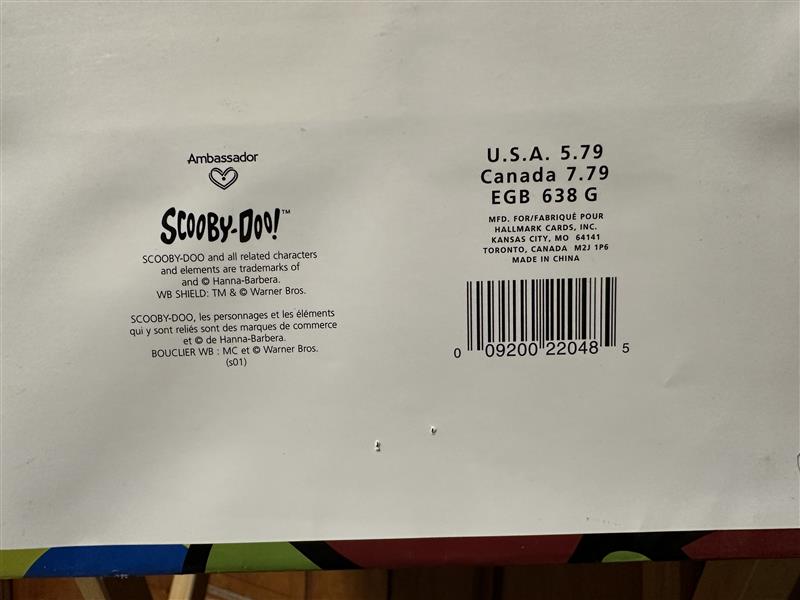 Ambassador
SCOOBY-DOO!™
SCOOBY-DOO and all related characters
and elements are trademarks of
and © Hanna-Barbera.
WB SHIELD: TM & © Warner Bros.
SCOOBY-DOO, les personnages et les éléments
qui y sont reliés sont des marques de commerce
et © de Hanna-Barbera.
BOUCLIER WB : MC et © Warner Bros.
(s01)
U.S.A. 5.79
Canada 7.79
EGB 638 G
MFD. FOR/FABRIQUÉ POUR
HALLMARK CARDS, INC.
KANSAS CITY, MO 64141
TORONTO, CANADA M2J 1P6
MADE IN CHINA
0 09200 22048 5